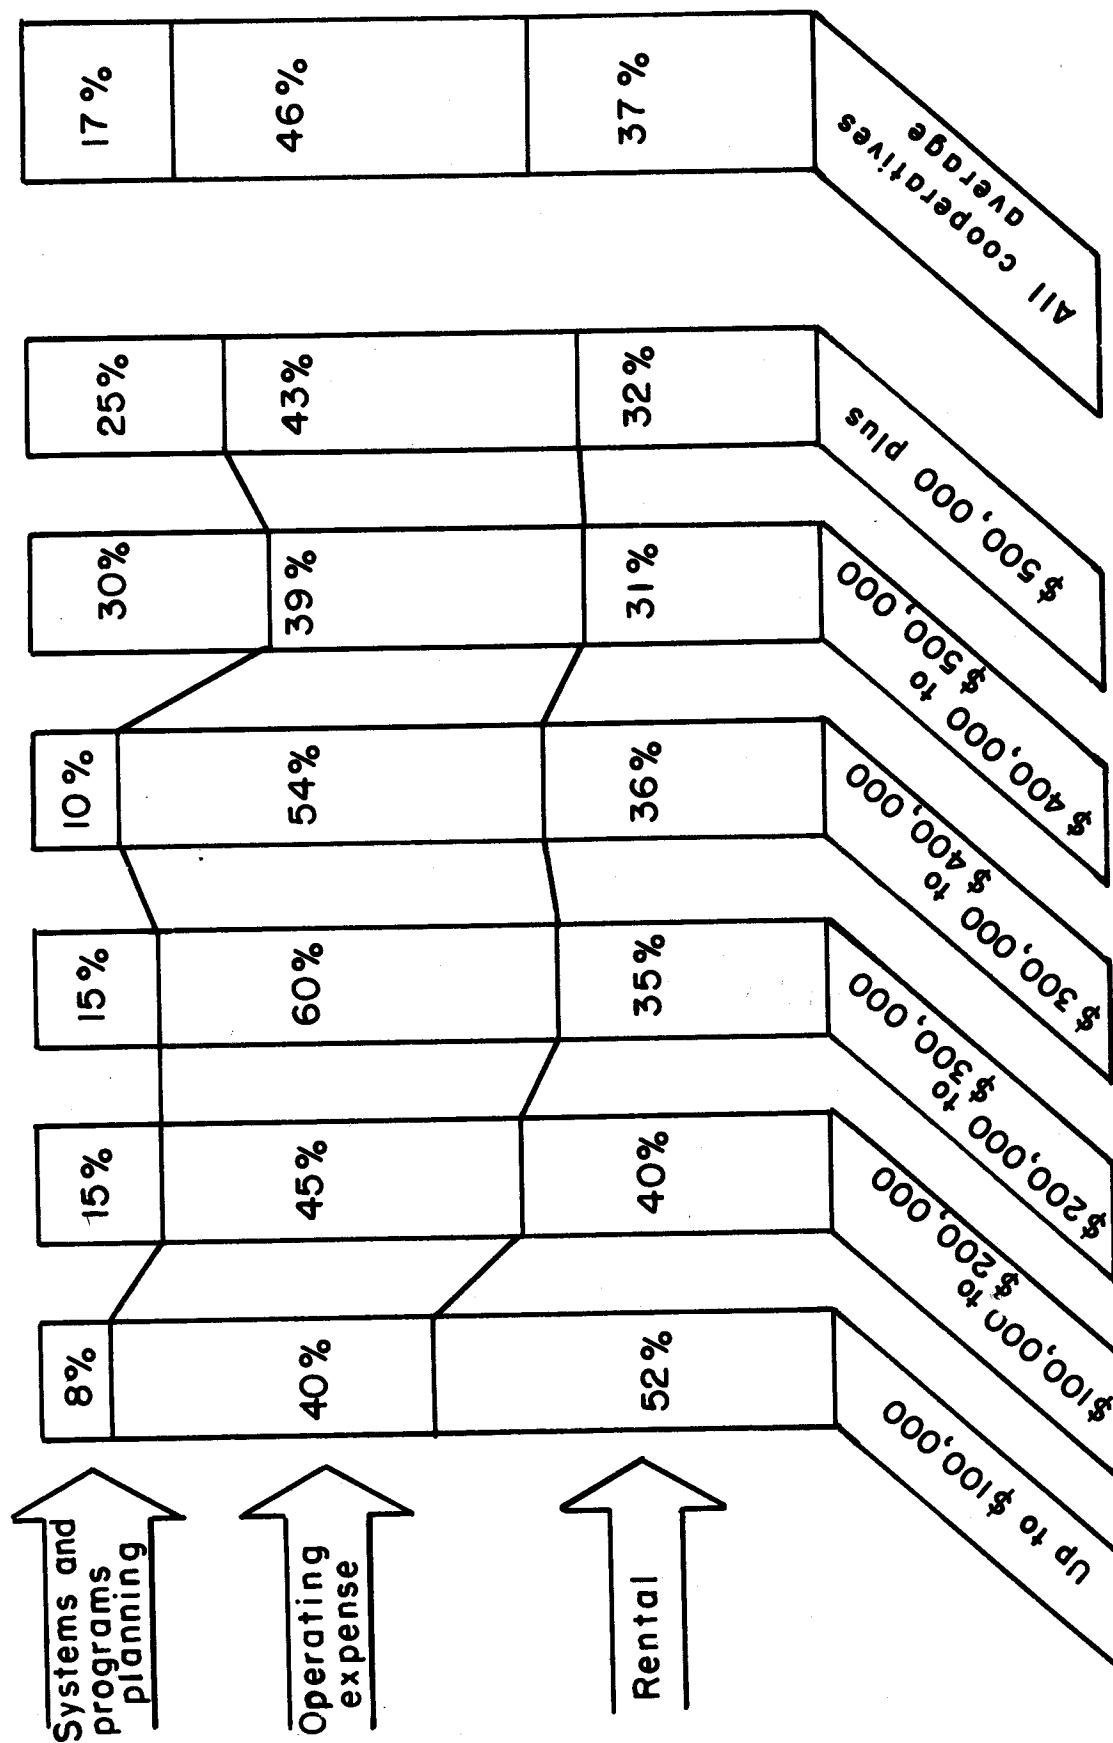 Systems and
programs
planning
8%
15%
15%
10%
30%
25%
17%
Operating
expense
40%
45%
60%
54%
39%
43%
46%
Rental
52%
40%
35%
36%
31%
32%
37%
Up to $100,000
$100,000 to
$200,000
$200,000 to
$300,000
$300,000 to
$400,000
$400,000 to
$500,000
$500,000 plus
All cooperatives
average